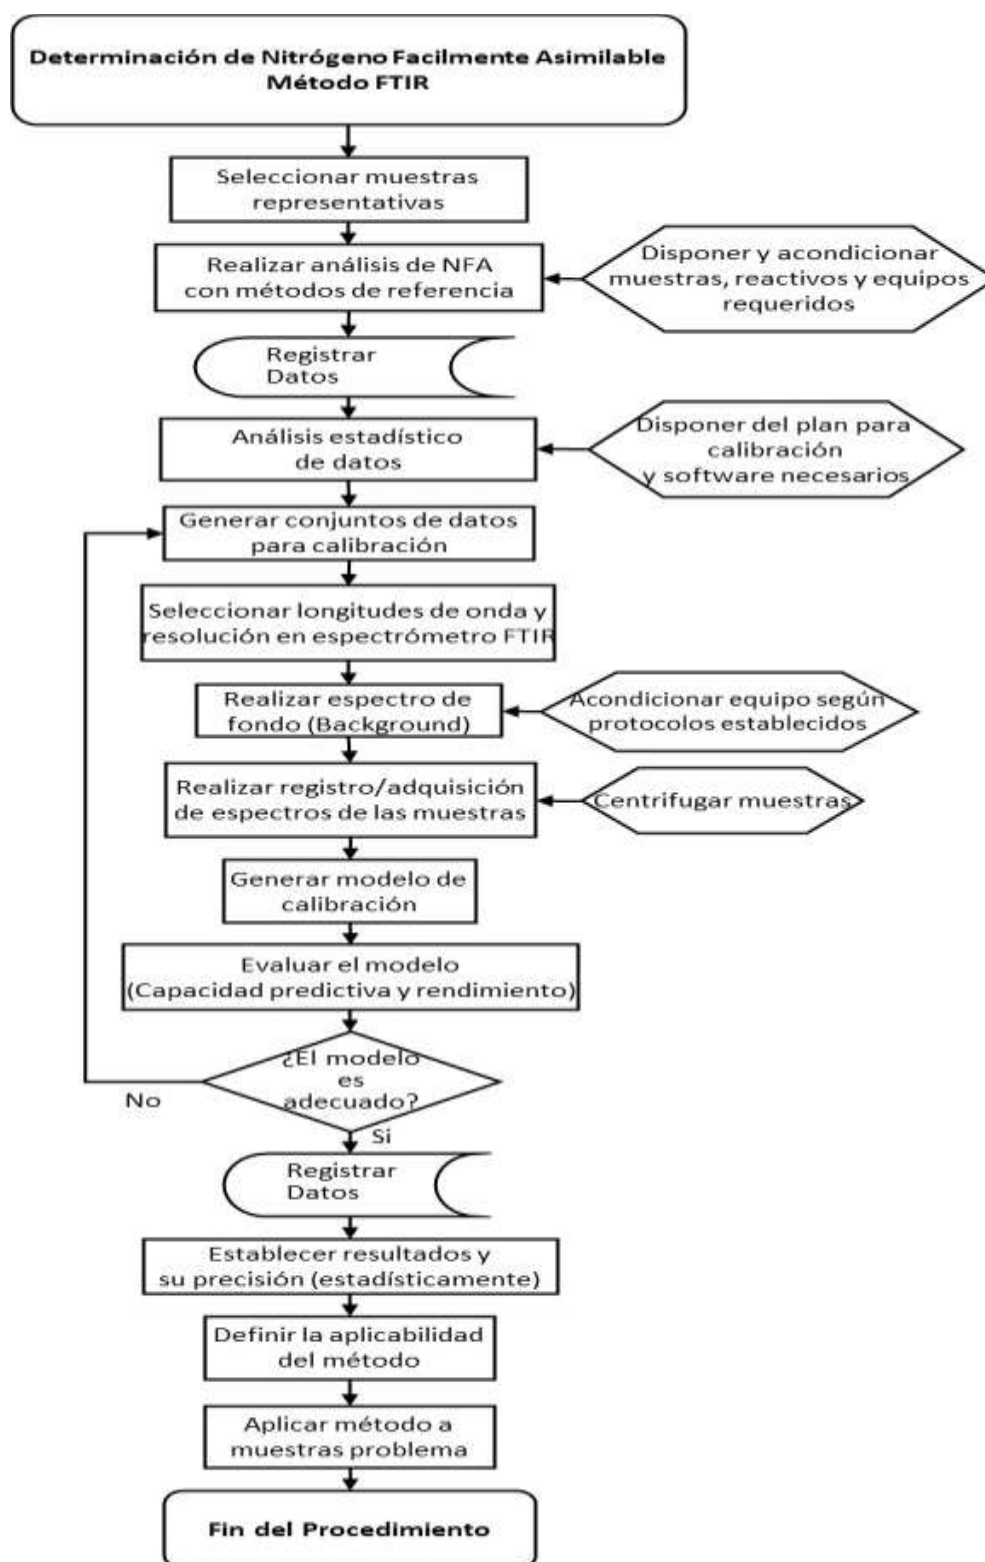 Determinación de Nitrógeno Facilmente Asimilable
Método FTIR
Seleccionar muestras
representativas
Realizar análisis de NFA
con métodos de referencia
Disponer y acondicionar
muestras, reactivos y equipos
requeridos
Registrar
Datos
Análisis estadístico
de datos
Disponer del plan para
calibración
y software necesarios
Generar conjuntos de datos
para calibración
Seleccionar longitudes de onda y
resolución en espectrómetro FTIR
Realizar espectro de
fondo (Background)
Acondicionar equipo según
protocolos establecidos
Realizar registro/adquisición
de espectros de las muestras
Centrifugar muestras
Generar modelo de
calibración
Evaluar el modelo
(Capacidad predictiva y rendimiento)
¿El modelo
es
adecuado?
No
Si
Registrar
Datos
Establecer resultados y
su precisión (estadísticamente)
Definir la aplicabilidad
del método
Aplicar método a
muestras problema
Fin del Procedimiento